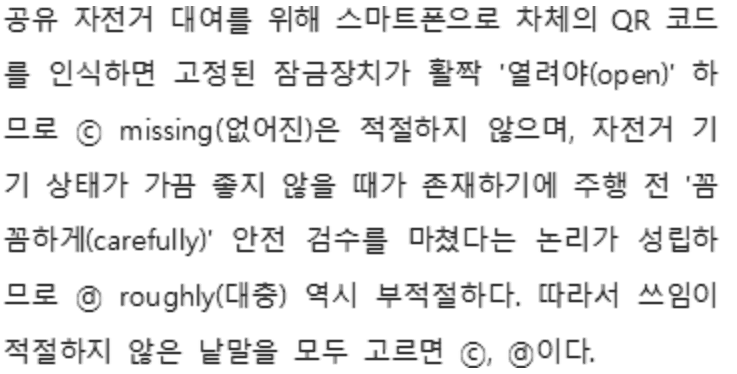 공유 자전거 대여를 위해 스마트폰으로 차체의 QR 코드
를 인식하면 고정된 잠금장치가 활짝 '열려야(open)' 하
므로 ⓒ missing(없어진)은 적절하지 않으며, 자전거 기
기 상태가 가끔 좋지 않을 때가 존재하기에 주행 전 '꼼
꼼하게(carefully)' 안전 검수를 마쳤다는 논리가 성립하
므로 ⓓ roughly(대충) 역시 부적절하다. 따라서 쓰임이
적절하지 않은 낱말을 모두 고르면 ⓒ, ⓓ이다.